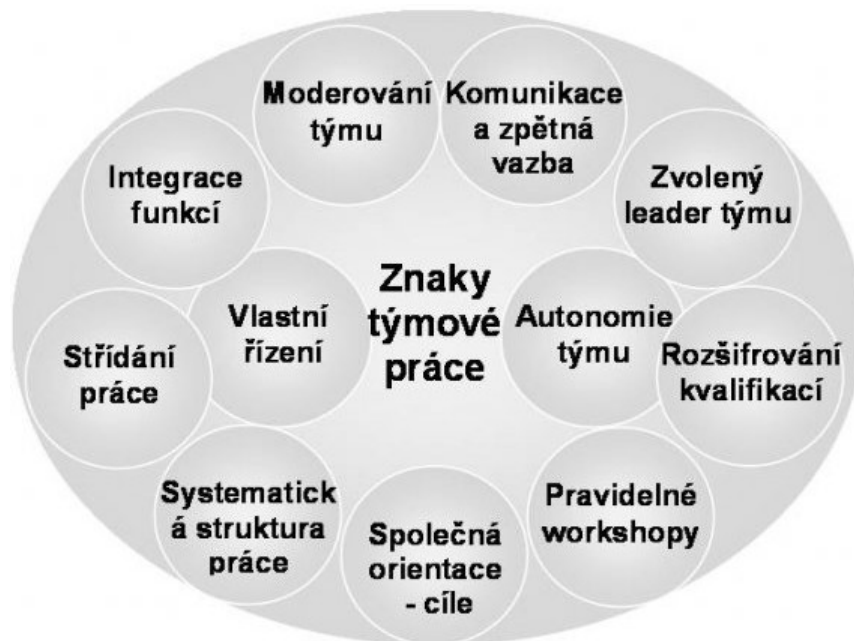 Moderování
týmu
Komunikace
a zpětná
vazba
Integrace
funkcí
Zvolený
leader týmu
Znaky
týmové
práce
Vlastní
řízení
Autonomie
týmu
Střídání
práce
Rozšifrování
kvalifikací
Systematick
á struktura
práce
Společná
orientace
- cíle
Pravidelné
workshopy